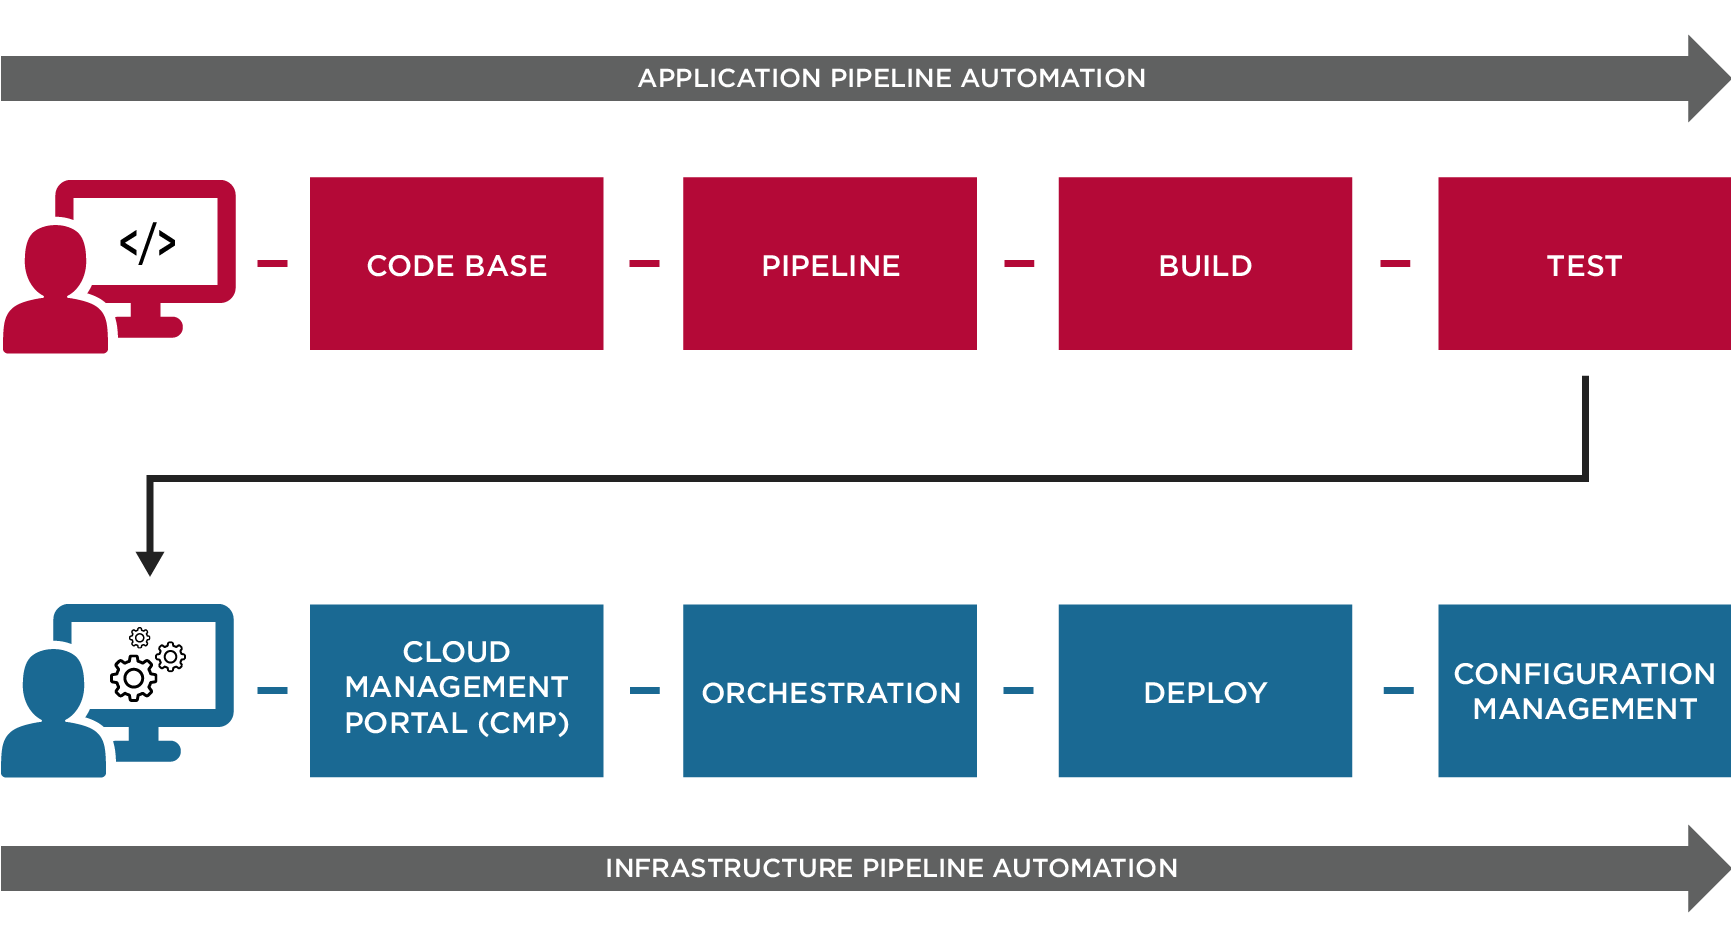 APPLICATION PIPELINE AUTOMATION
</>
CODE BASE
PIPELINE
BUILD
TEST
CLOUD
MANAGEMENT
PORTAL (CMP)
ORCHESTRATION
DEPLOY
CONFIGURATION
MANAGEMENT
INFRASTRUCTURE PIPELINE AUTOMATION